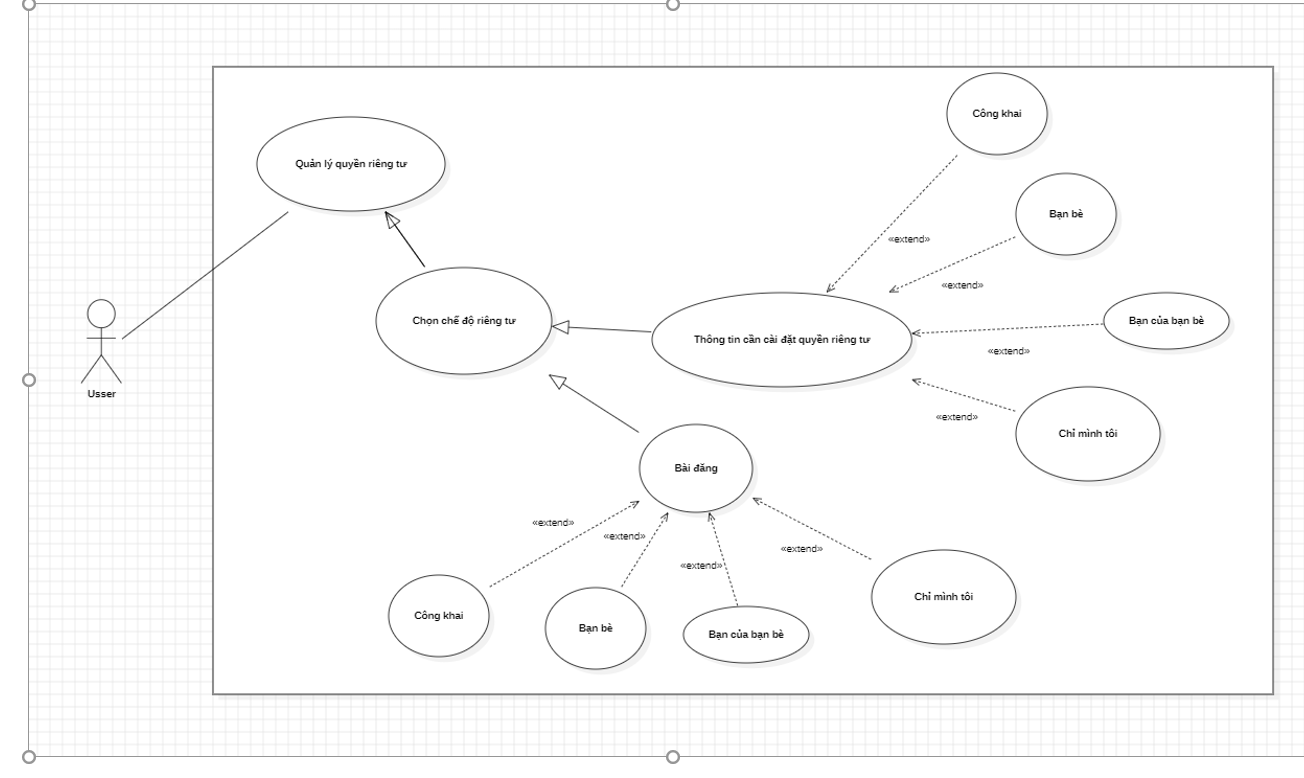 Công khai
Quản lý quyền riêng tư
Bạn bè
«extend»
«extend»
Chọn chế độ riêng tư
Thông tin cần cài đặt quyền riêng tư
Bạn của bạn bè
«extend»
Usser
«extend»
Chỉ mình tôi
Bài đăng
«extend»
«extend»
«extend»
«extend»
Công khai
Bạn bè
Bạn của bạn bè
Chỉ mình tôi